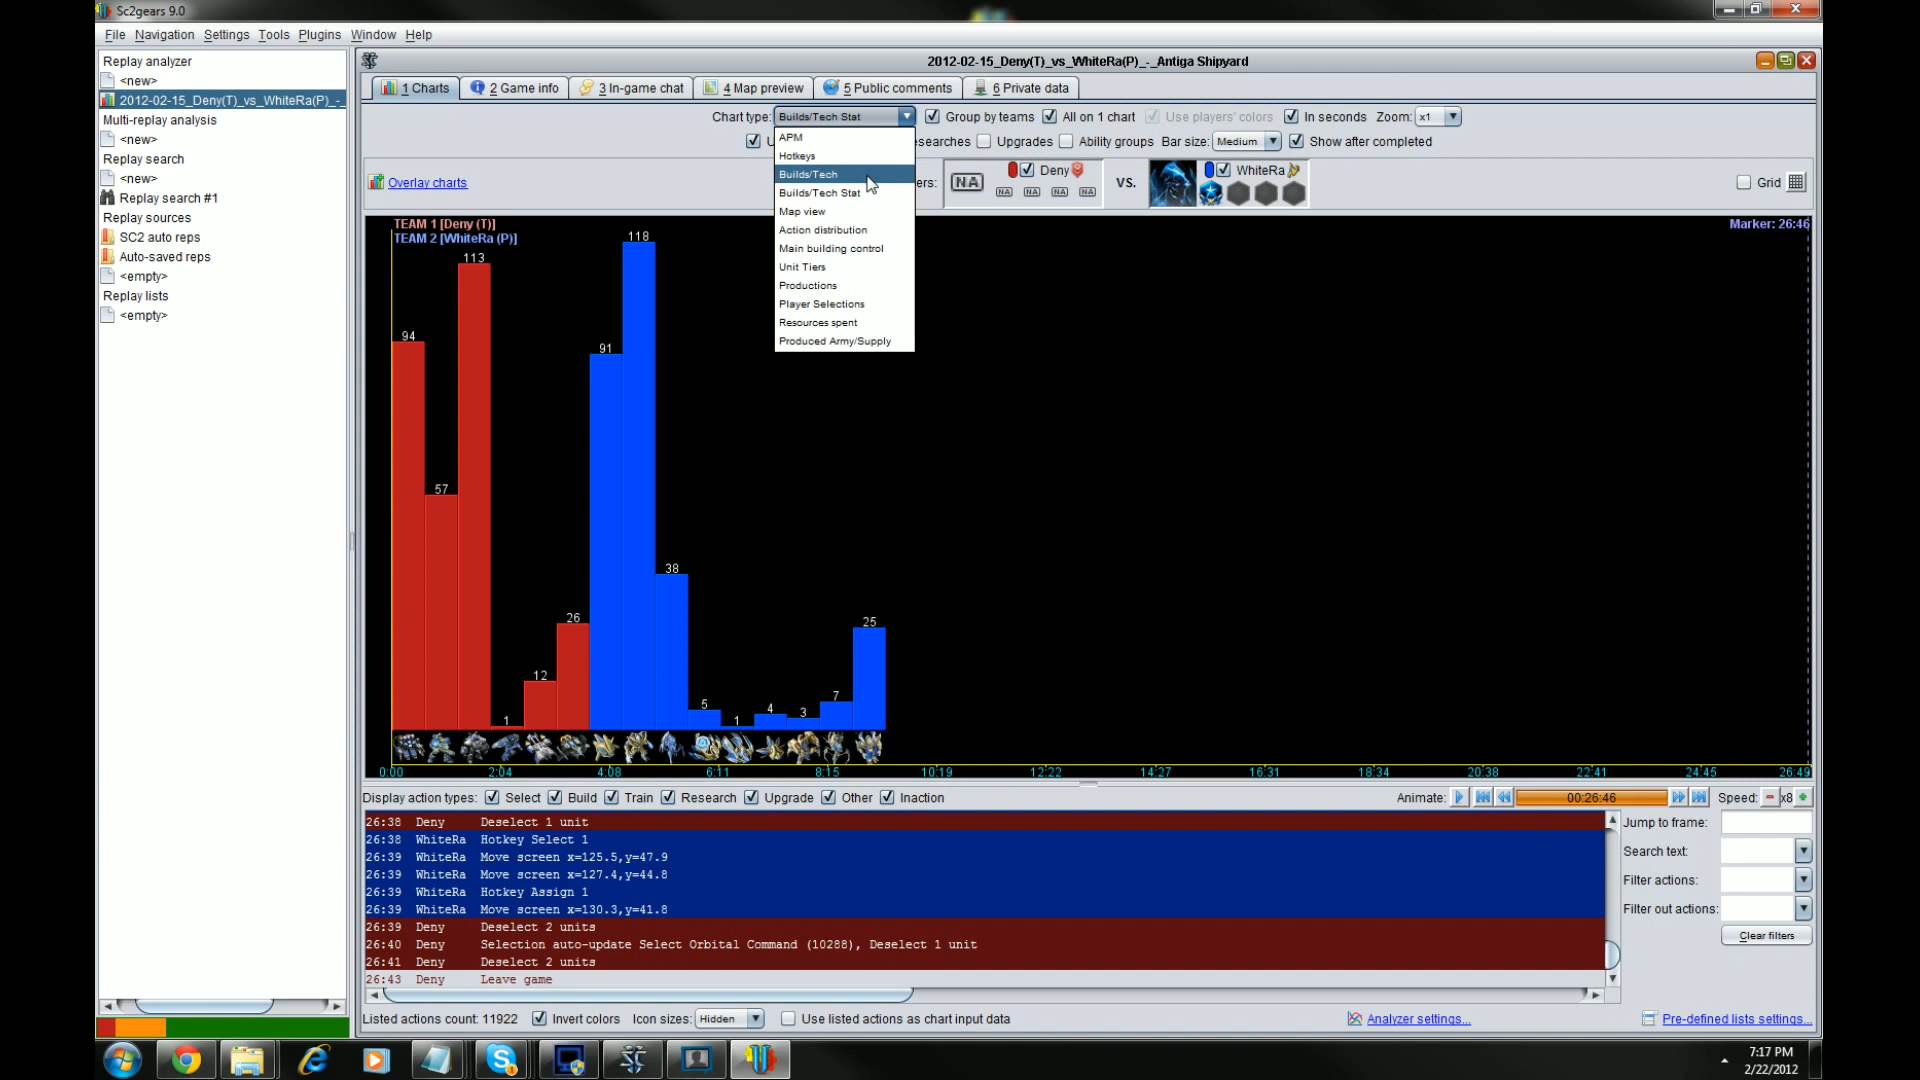 Sc2gears 9.0
File Navigation Settings Tools Plugins Window Help
Replay analyzer
<new>
2012-02-15_Deny(T)_vs_WhiteRa(P)_-_
Multi-replay analysis
<new>
Replay search
<new>
Replay search #1
Replay sources
SC2 auto reps
Auto-saved reps
<empty>
Replay lists
<empty>
2012-02-15_Deny(T)_vs_WhiteRa(P)_-_Antiga Shipyard
1 Charts 2 Game info 3 In-game chat 4 Map preview 5 Public comments 6 Private data
Chart type: Builds/Tech Stat Group by teams All on 1 chart Use players' colors In seconds Zoom: x1
U searches Upgrades Ability groups Bar size: Medium Show after completed
APM
Hotkeys
Builds/Tech
Builds/Tech Stat
Map view
Action distribution
Main building control
Unit Tiers
Productions
Player Selections
Resources spent
Produced Army/Supply
Overlay charts
ers: NA Deny VS. WhiteRa Grid
NA NA NA NA
TEAM 1 [Deny (T)]
TEAM 2 [WhiteRa (P)]
Marker: 26:46
94 57 113 1 12 26 91 118 38 5 1 4 3 7 25
0:00 2:04 4:08 6:11 8:15 10:19 12:22 14:27 16:31 18:34 20:38 22:41 24:45 26:49
Display action types: Select Build Train Research Upgrade Other Inaction Animate: 00:26:46 Speed: x8
26:38 Deny Deselect 1 unit
26:38 WhiteRa Hotkey Select 1
26:39 WhiteRa Move screen x=125.5,y=47.9
26:39 WhiteRa Move screen x=127.4,y=44.8
26:39 WhiteRa Hotkey Assign 1
26:39 WhiteRa Move screen x=130.3,y=41.8
26:39 Deny Deselect 2 units
26:40 Deny Selection auto-update Select Orbital Command (10288), Deselect 1 unit
26:41 Deny Deselect 2 units
26:43 Deny Leave game
Jump to frame:
Search text:
Filter actions:
Filter out actions:
Clear filters
Listed actions count: 11922 Invert colors Icon sizes: Hidden Use listed actions as chart input data Analyzer settings... Pre-defined lists settings...
7:17 PM
2/22/2012